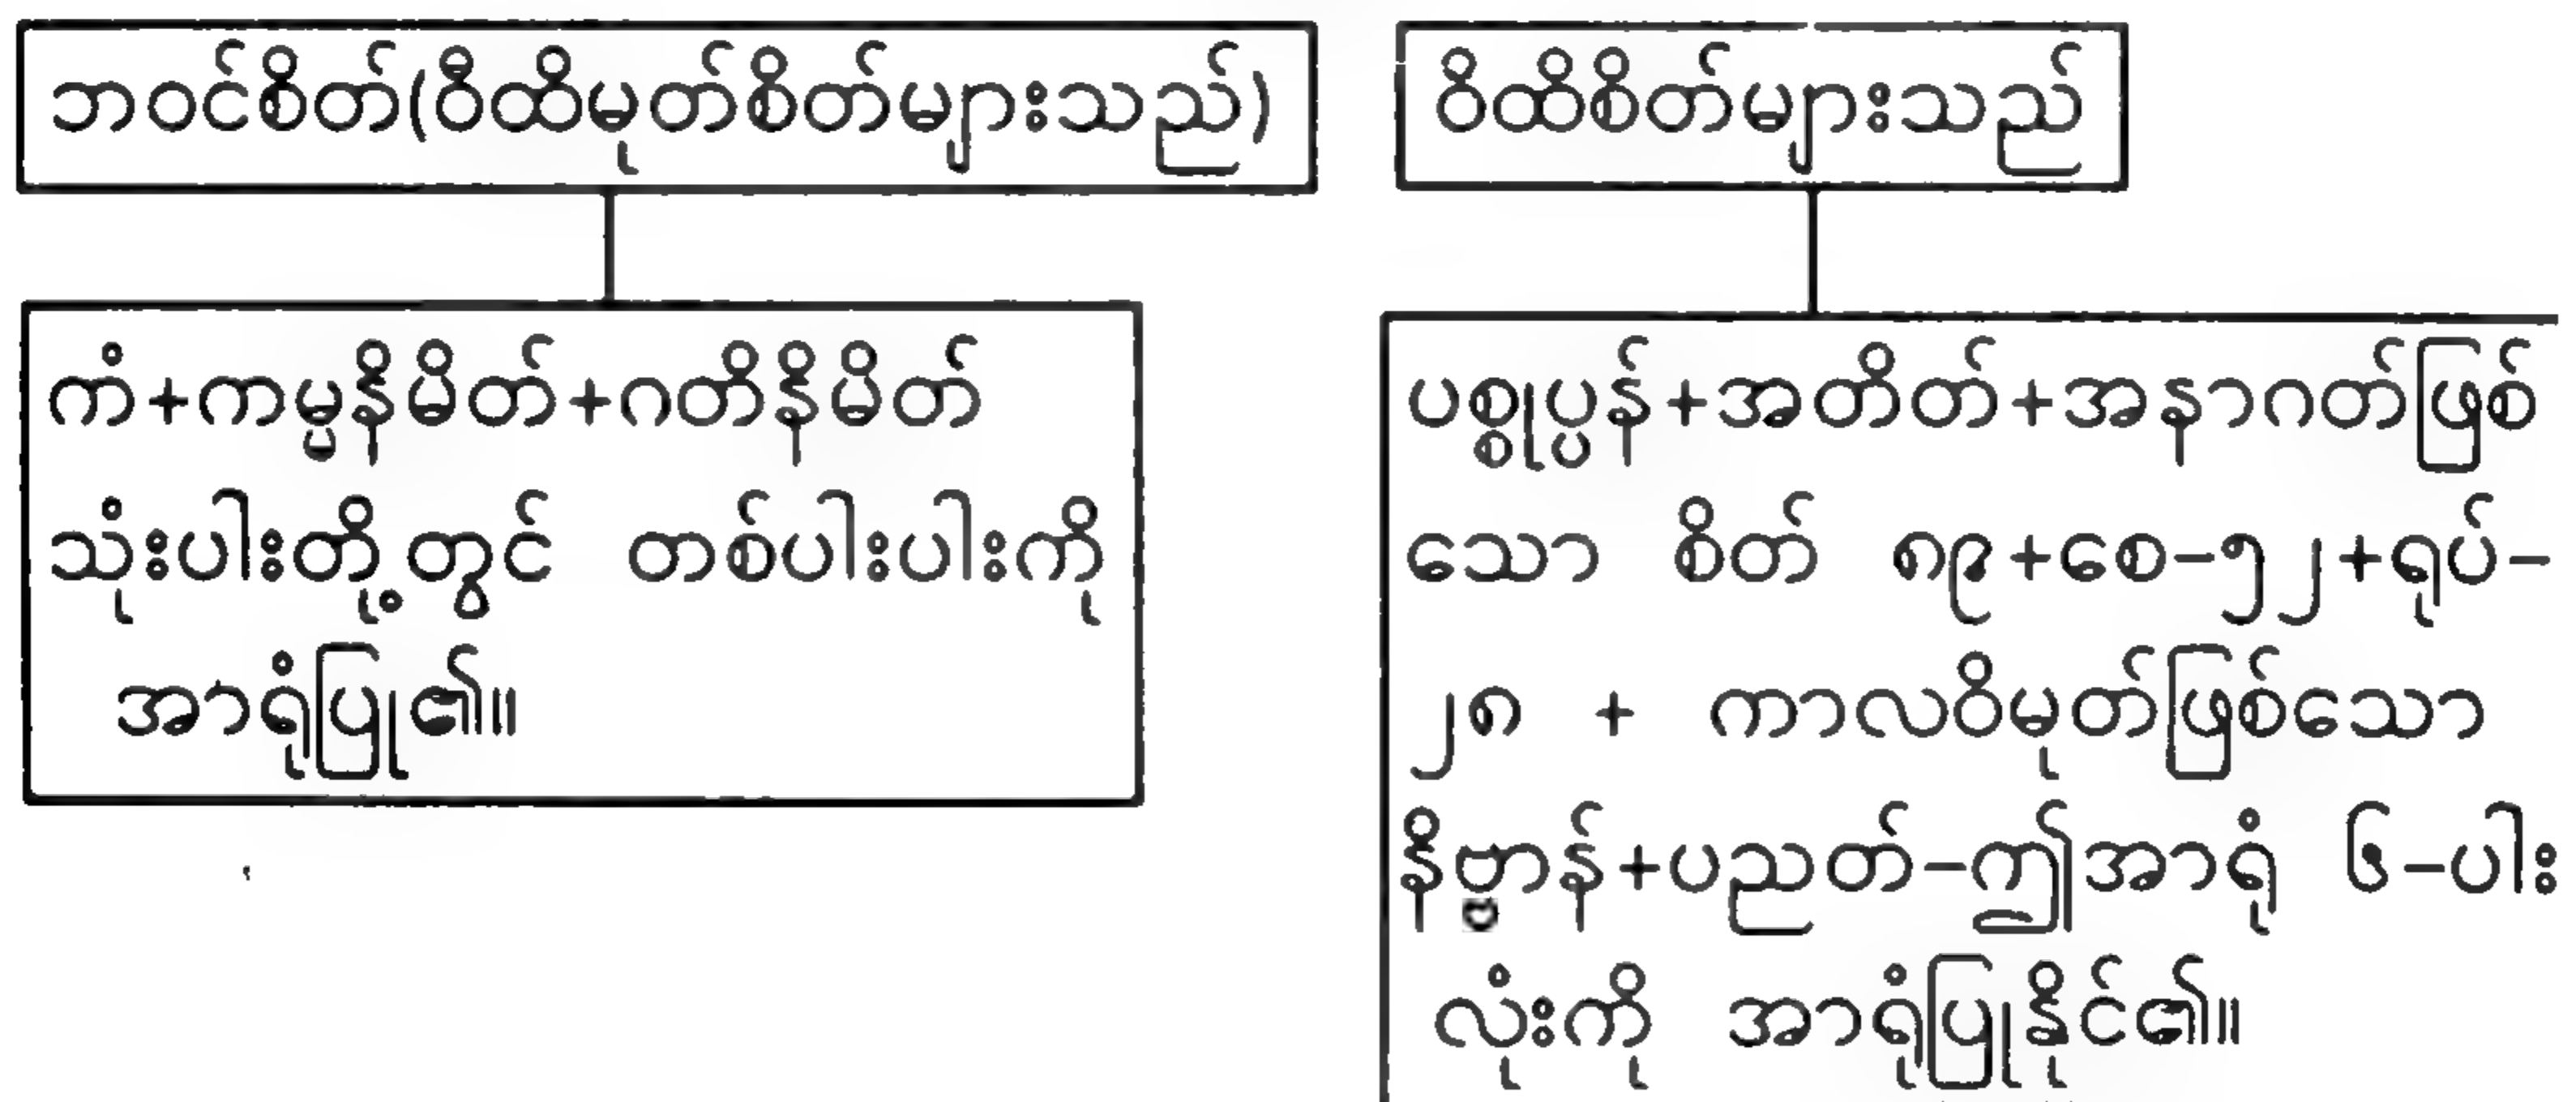 ဘဝင်စိတ်(ဝီထိမုတ်စိတ်များသည်)
ကံ+ကမ္မနိမိတ်+ဂတိနိမိတ်
သုံးပါးတို့တွင် တစ်ပါးပါးကို
အာရုံပြု၏။
ဝိထိစိတ်များသည်
ပစ္စုပ္ပန်+အတိတ်+အနာဂတ်ဖြစ်
သော စိတ် ၈၉+စေ-၅၂+ရုပ်-
၂၈ + ကာလဝိမုတ်ဖြစ်သော
နိဗ္ဗာန်+ပညတ်-ဤအာရုံ ၆-ပါး
လုံးကို အာရုံပြုနိုင်၏။